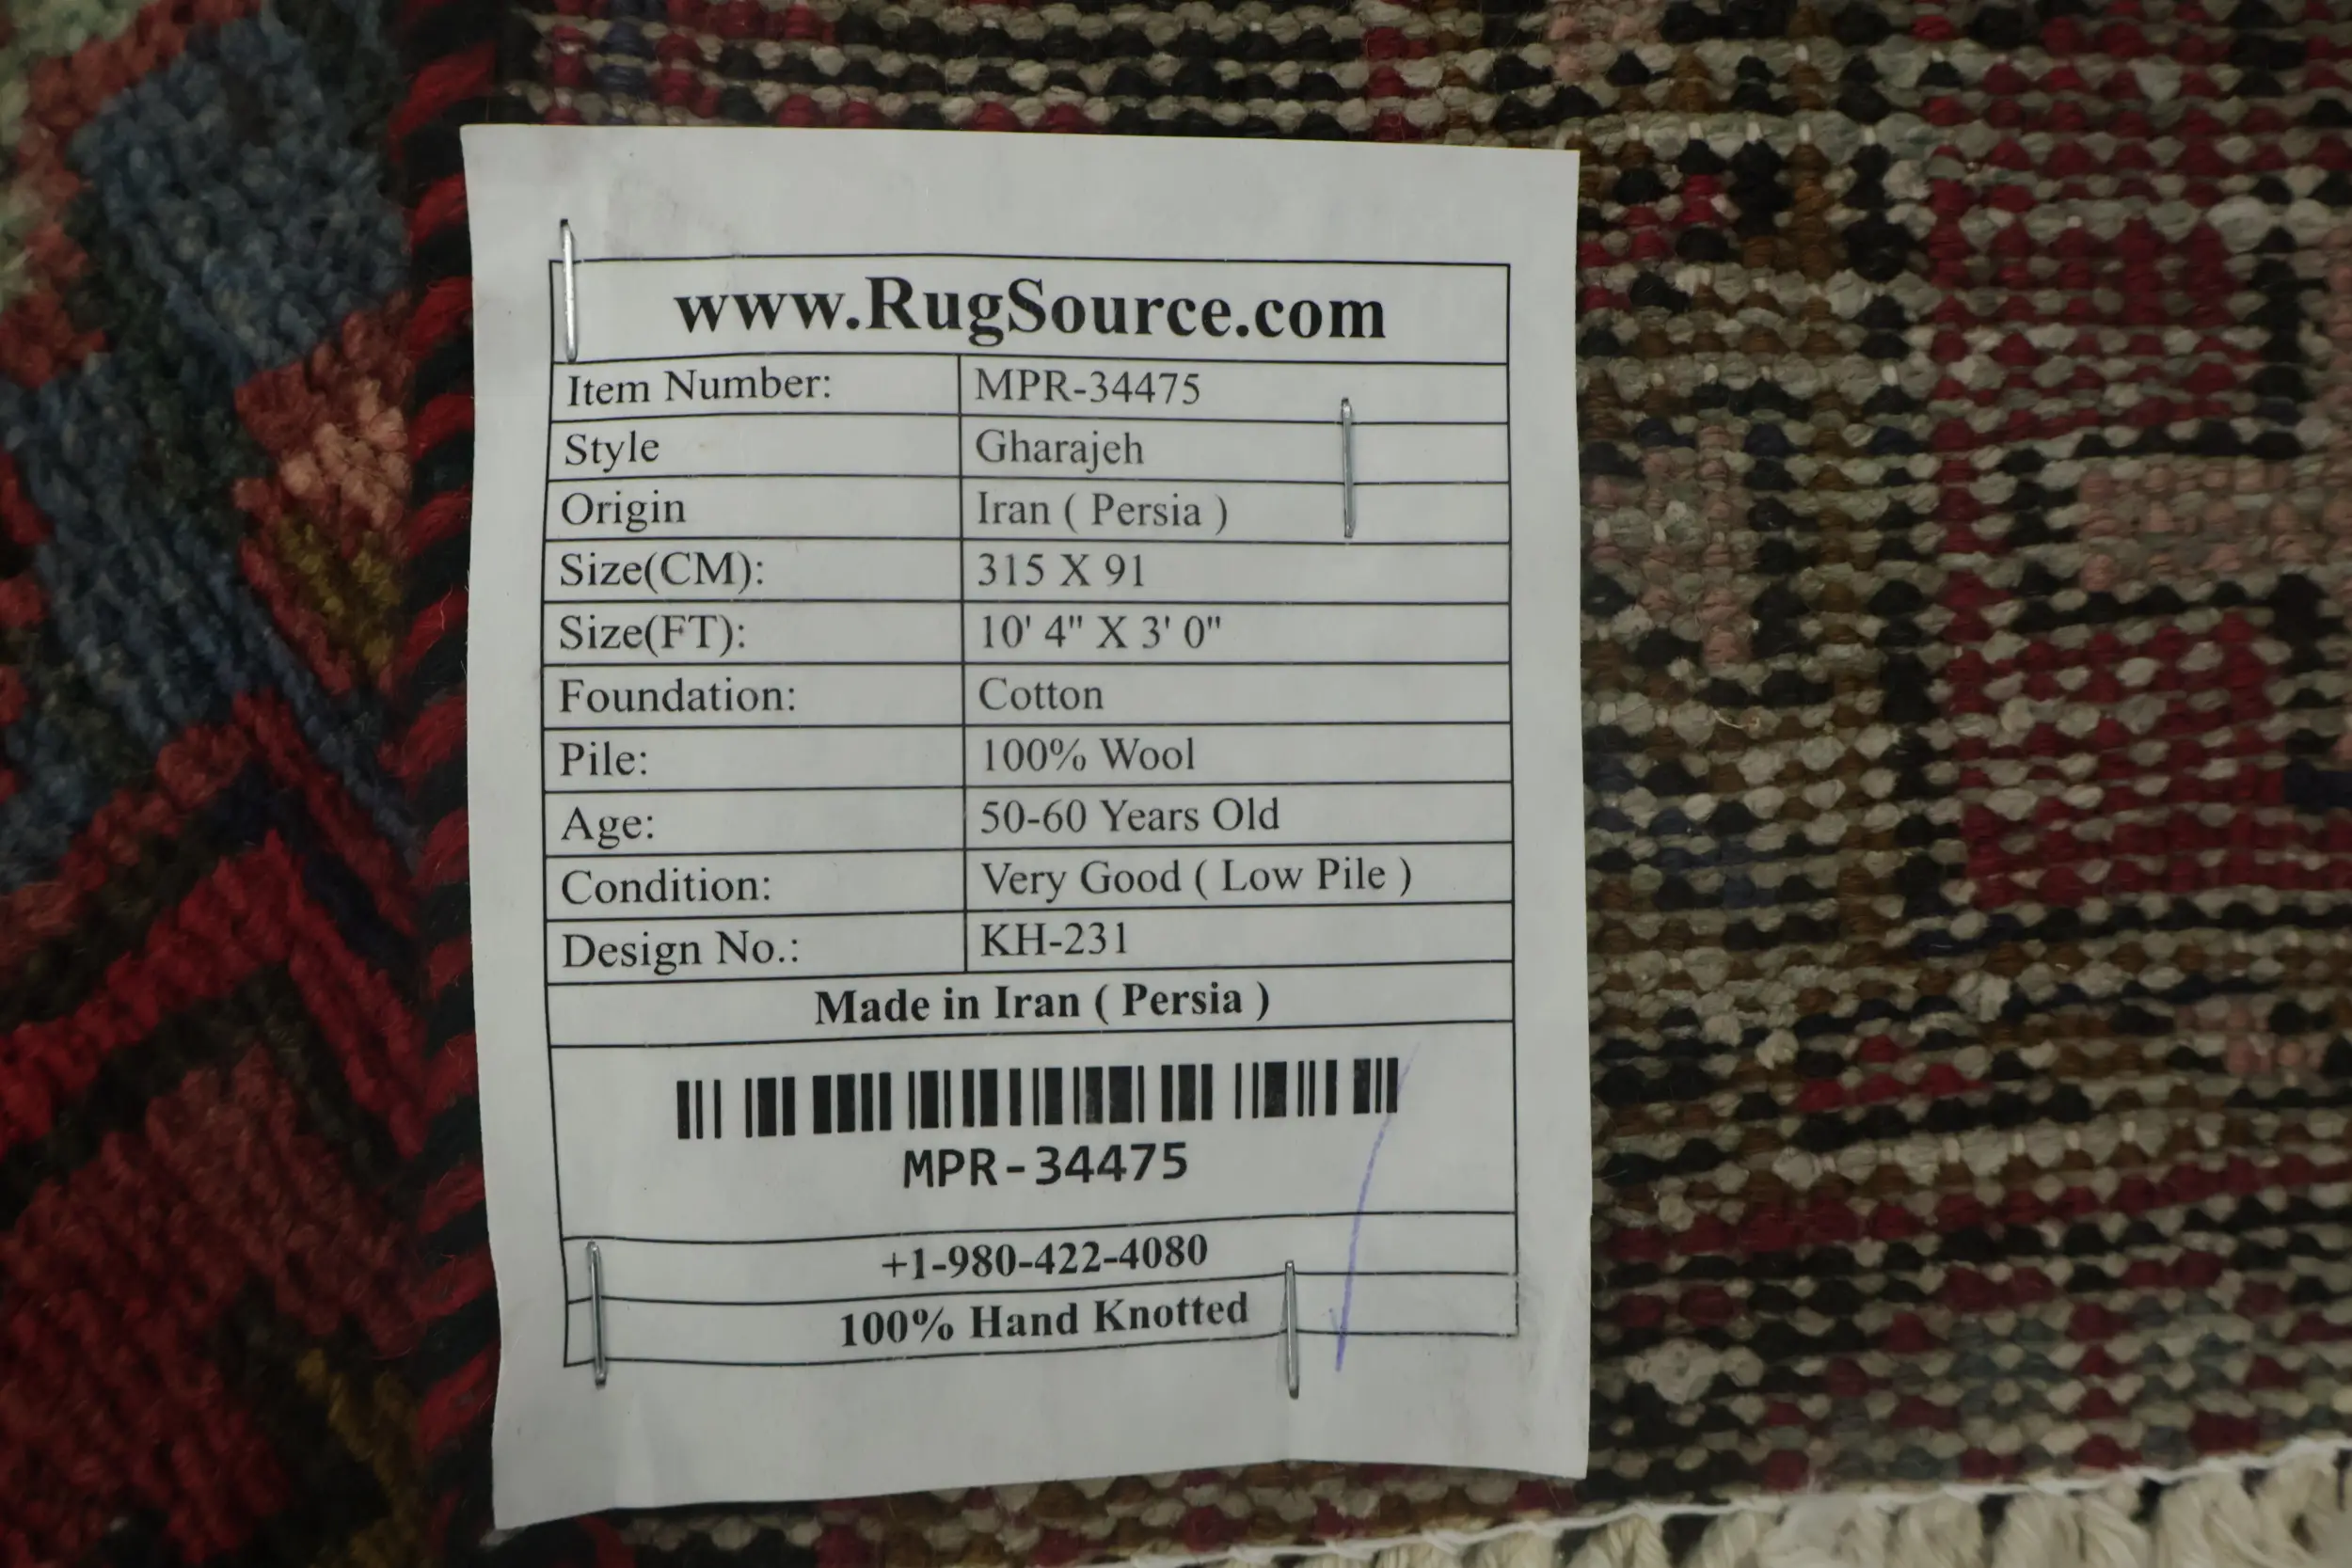 www.RugSource.com
Item Number: MPR-34475
Style Gharajeh
Origin Iran ( Persia )
Size(CM): 315 X 91
Size(FT): 10' 4" X 3' 0"
Foundation: Cotton
Pile: 100% Wool
Age: 50-60 Years Old
Condition: Very Good ( Low Pile )
Design No.: KH-231
Made in Iran ( Persia )
MPR-34475
+1-980-422-4080
100% Hand Knotted